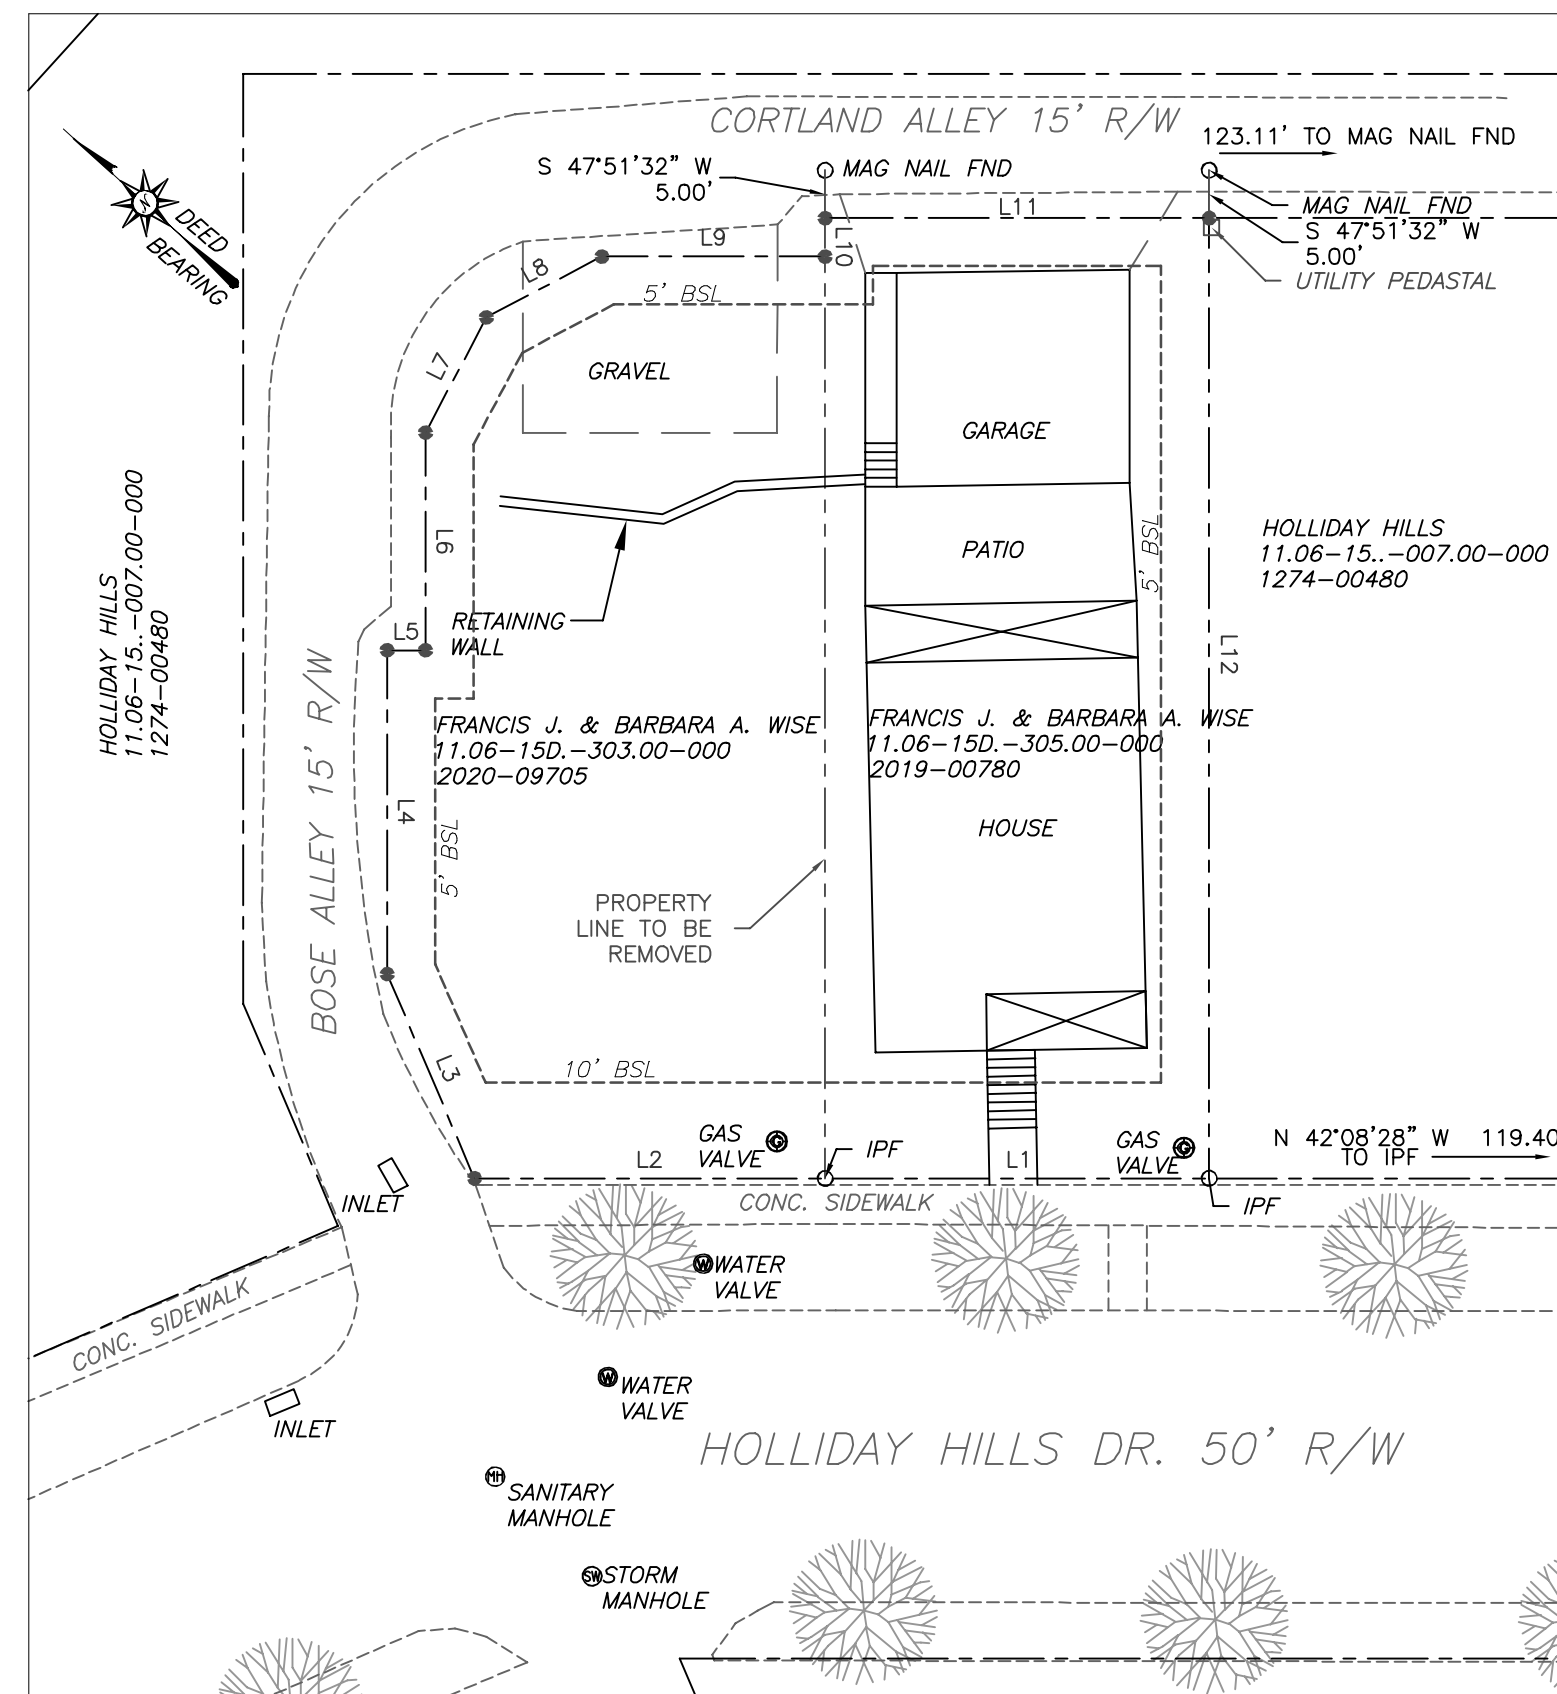 CORTLAND ALLEY 15' R/W
123.11' TO MAG NAIL FND
S 47°51'32" W
5.00'
MAG NAIL FND
MAG NAIL FND
S 47°51'32" W
5.00'
UTILITY PEDASTAL
N
DEED
BEARING
L11
L9
L10
L8
5' BSL
L7
GRAVEL
GARAGE
HOLLIDAY HILLS
11.06-15..-007.00-000
1274-00480
L6
PATIO
5' BSL
HOLLIDAY HILLS
11.06-15..-007.00-000
1274-00480
RETAINING
WALL
L5
L12
BOSE ALLEY 15' R/W
FRANCIS J. & BARBARA A. WISE
11.06-15D.-303.00-000
2020-09705
FRANCIS J. & BARBARA A. WISE
11.06-15D.-305.00-000
2019-00780
L4
5' BSL
HOUSE
PROPERTY
LINE TO BE
REMOVED
L3
10' BSL
GAS
VALVE
G
IPF
L2
L1
GAS
VALVE
G
N 42°08'28" W 119.40
TO IPF
IPF
INLET
CONC. SIDEWALK
W
WATER
VALVE
CONC. SIDEWALK
INLET
W
WATER
VALVE
HOLLIDAY HILLS DR. 50' R/W
MH
SANITARY
MANHOLE
SW
STORM
MANHOLE